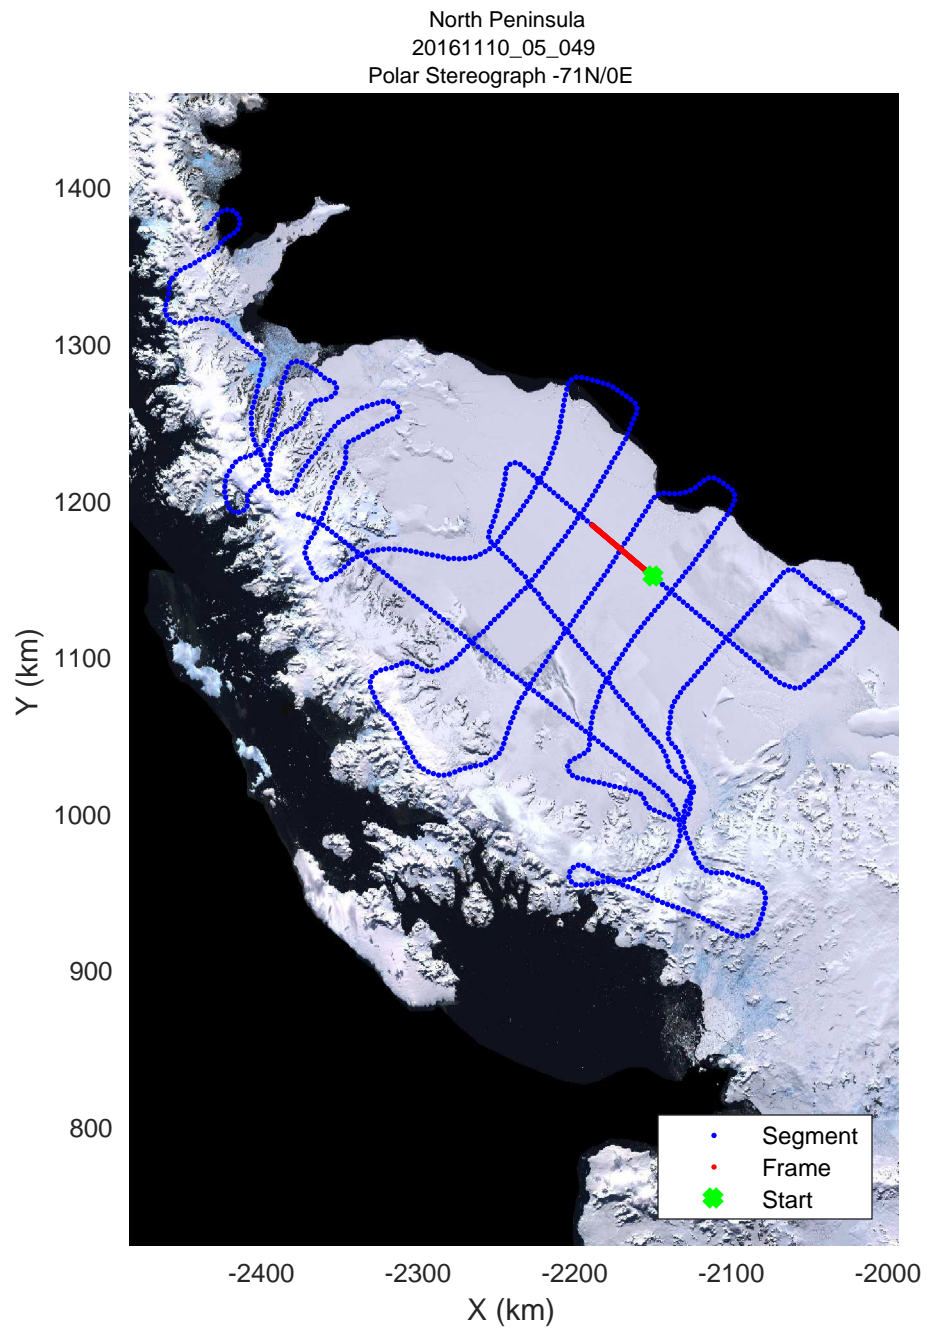 North Peninsula
20161110_05_049
Polar Stereograph -71N/0E
1400
1300
1200
1100
1000
900
800
Y (km)
Segment
Frame
Start
-2400
-2300
-2200
-2100
-2000
X (km)